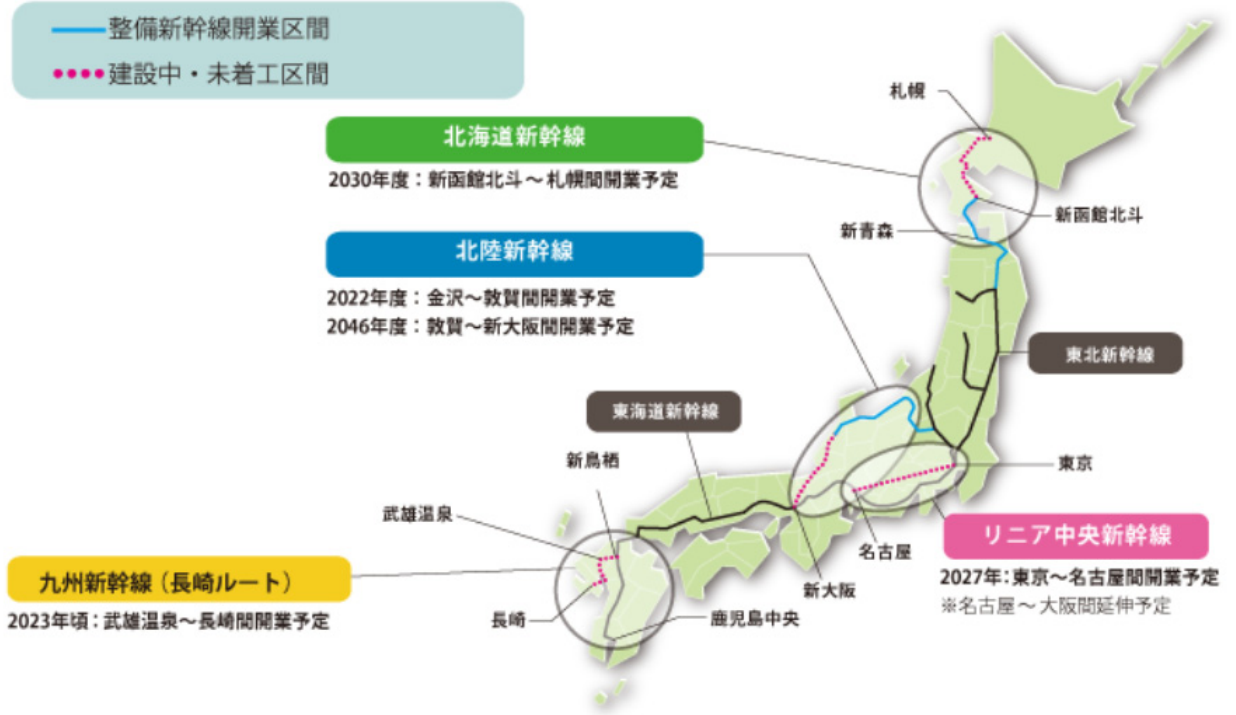 整備新幹線開業区間
建設中・未着工区間
札幌
北海道新幹線
2030年度：新函館北斗～札幌間開業予定
新函館北斗
新青森
北陸新幹線
2022年度：金沢～敦賀間開業予定
2046年度：敦賀～新大阪間開業予定
東北新幹線
東海道新幹線
新鳥栖
東京
武雄温泉
リニア中央新幹線
名古屋
2027年：東京～名古屋間開業予定
※名古屋～大阪間延伸予定
九州新幹線（長崎ルート）
2023年頃：武雄温泉～長崎間開業予定
新大阪
長崎
鹿児島中央